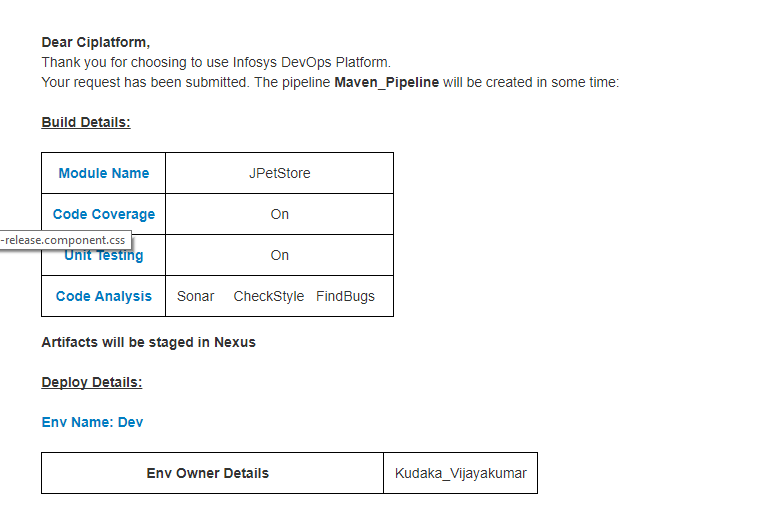 Dear Ciplatform,
Thank you for choosing to use Infosys DevOps Platform.
Your request has been submitted. The pipeline Maven_Pipeline will be created in some time:
Build Details:
Module Name JPetStore
Code Coverage On
-release.component.css
Unit Testing On
Code Analysis Sonar CheckStyle FindBugs
Artifacts will be staged in Nexus
Deploy Details:
Env Name: Dev
Env Owner Details Kudaka_Vijayakumar